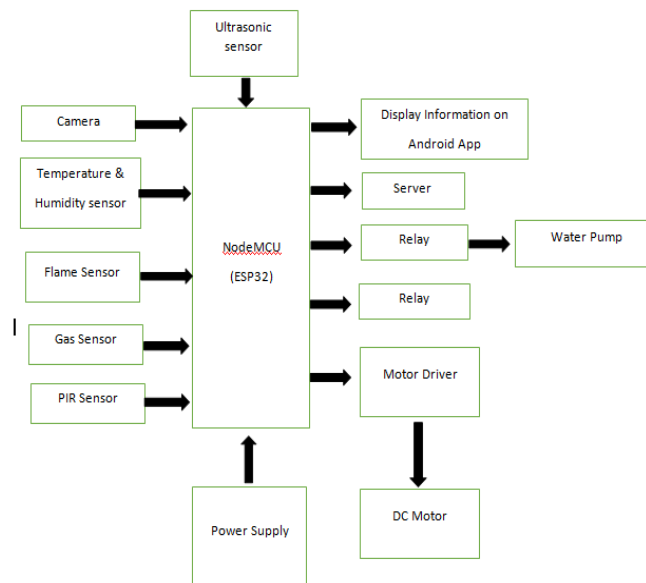 Ultrasonic
sensor
Camera
Display Information on
Android App
Temperature &
Humidity sensor
Server
NodeMCU
(ESP32)
Relay
Water Pump
Flame Sensor
Relay
Gas Sensor
Motor Driver
PIR Sensor
Power Supply
DC Motor